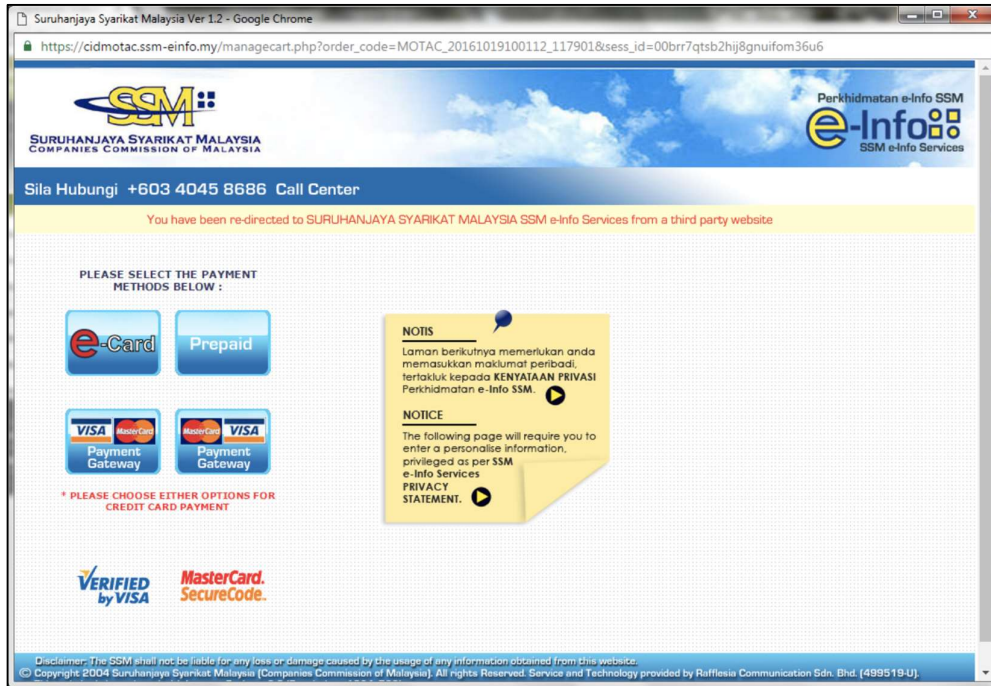 Suruhanjaya Syarikat Malaysia Ver 1.2 - Google Chrome
https://cidmotac.ssm-einfo.my/managecart.php?order_code=MOTAC_20161019100112_117901&sess_id=00brr7qtsb2hij8gnuifom36u6
SSM
SURUHANJAYA SYARIKAT MALAYSIA
COMPANIES COMMISSION OF MALAYSIA
Perkhidmatan e-Info SSM
e-Info
SSM e-Info Services
Sila Hubungi +603 4045 8686 Call Center
You have been re-directed to SURUHANJAYA SYARIKAT MALAYSIA SSM e-Info Services from a third party website
PLEASE SELECT THE PAYMENT
METHODS BELOW :
e-Card
Prepaid
VISA MasterCard
Payment
Gateway
MasterCard VISA
Payment
Gateway
* PLEASE CHOOSE EITHER OPTIONS FOR
CREDIT CARD PAYMENT
VERIFIED
by VISA
MasterCard.
SecureCode.
NOTIS
Laman berikutnya memerlukan anda
memasukkan maklumat peribadi,
tertakluk kepada KENYATAAN PRIVASI
Perkhidmatan e-Info SSM.
NOTICE
The following page will require you to
enter a personalise information,
privileged as per SSM
e-Info Services
PRIVACY
STATEMENT.
Disclaimer: The SSM shall not be liable for any loss or damage caused by the usage of any information obtained from this website.
© Copyright 2004 Suruhanjaya Syarikat Malaysia (Companies Commission of Malaysia). All rights Reserved. Service and Technology provided by Rafflesia Communication Sdn. Bhd. (499519-U).